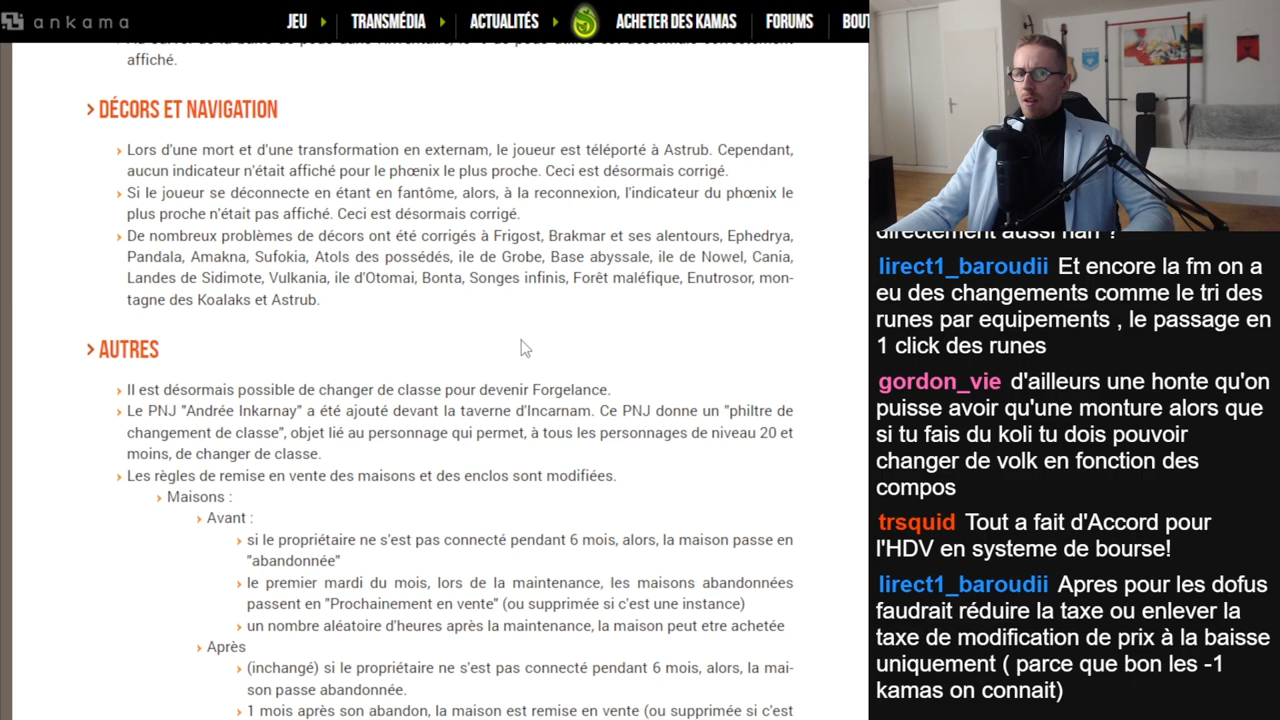 ankama
JEU
TRANSMÉDIA
ACTUALITÉS
ACHETER DES KAMAS
FORUMS
BOUT
affiché.
DÉCORS ET NAVIGATION
Lors d'une mort et d'une transformation en externam, le joueur est téléporté à Astrub. Cependant,
aucun indicateur n'était affiché pour le phœnix le plus proche. Ceci est désormais corrigé.
Si le joueur se déconnecte en étant en fantôme, alors, à la reconnexion, l'indicateur du phœnix le
plus proche n'était pas affiché. Ceci est désormais corrigé.
De nombreux problèmes de décors ont été corrigés à Frigost, Brakmar et ses alentours, Ephedrya,
Pandala, Amakna, Sufokia, Atols des possédés, ile de Grobe, Base abyssale, ile de Nowel, Cania,
Landes de Sidimote, Vulkania, ile d'Otomai, Bonta, Songes infinis, Forêt maléfique, Enutrosor, mon-
tagne des Koalaks et Astrub.
AUTRES
Il est désormais possible de changer de classe pour devenir Forgelance.
Le PNJ "Andrée Inkarnay" a été ajouté devant la taverne d'Incarnam. Ce PNJ donne un "philtre de
changement de classe", objet lié au personnage qui permet, à tous les personnages de niveau 20 et
moins, de changer de classe.
Les règles de remise en vente des maisons et des enclos sont modifiées.
Maisons :
Avant :
si le propriétaire ne s'est pas connecté pendant 6 mois, alors, la maison passe en
"abandonnée"
le premier mardi du mois, lors de la maintenance, les maisons abandonnées
passent en "Prochainement en vente" (ou supprimée si c'est une instance)
un nombre aléatoire d'heures après la maintenance, la maison peut etre achetée
Après
(inchangé) si le propriétaire ne s'est pas connecté pendant 6 mois, alors, la mai-
son passe abandonnée.
1 mois après son abandon, la maison est remise en vente (ou supprimée si c'est
directement aussi nan ?
lirect1_baroudii Et encore la fm on a
eu des changements comme le tri des
runes par equipements , le passage en
1 click des runes
gordon_vie d'ailleurs une honte qu'on
puisse avoir qu'une monture alors que
si tu fais du koli tu dois pouvoir
changer de volk en fonction des
compos
trsquid Tout a fait d'Accord pour
l'HDV en systeme de bourse!
lirect1_baroudii Apres pour les dofus
faudrait réduire la taxe ou enlever la
taxe de modification de prix à la baisse
uniquement ( parce que bon les -1
kamas on connait)